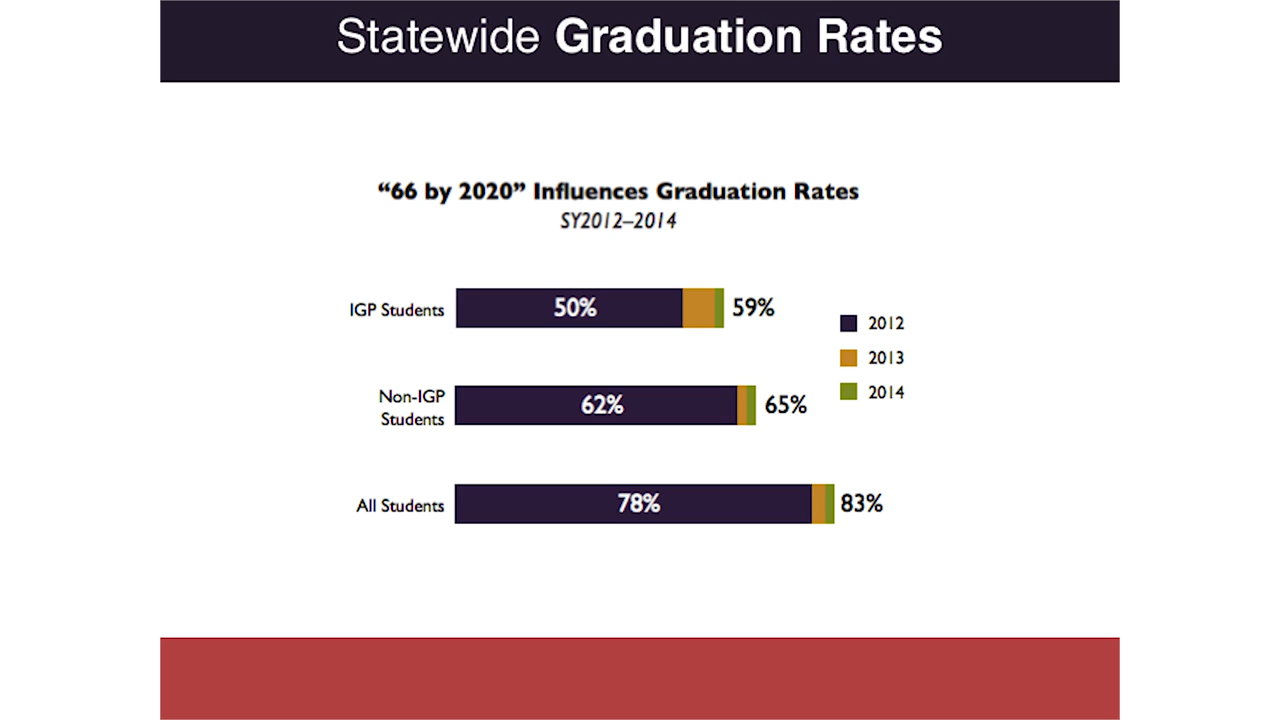 Statewide Graduation Rates
“66 by 2020” Influences Graduation Rates
SY2012–2014
IGP Students
50%
59%
Non-IGP
Students
62%
65%
All Students
78%
83%
2012
2013
2014